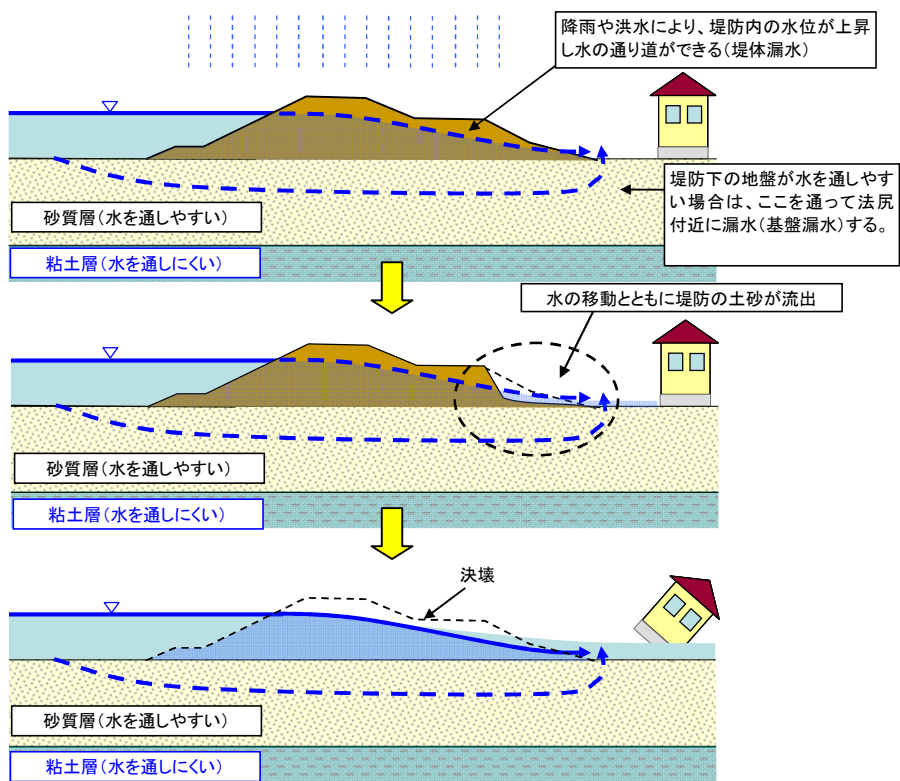 降雨や洪水により、堤防内の水位が上昇
し水の通り道ができる(堤体漏水)
堤防下の地盤が水を通しやす
い場合は、ここを通って法尻
付近に漏水(基盤漏水)する。
砂質層(水を通しやすい)
粘土層(水を通しにくい)
水の移動とともに堤防の土砂が流出
砂質層(水を通しやすい)
粘土層(水を通しにくい)
決壊
砂質層(水を通しやすい)
粘土層(水を通しにくい)